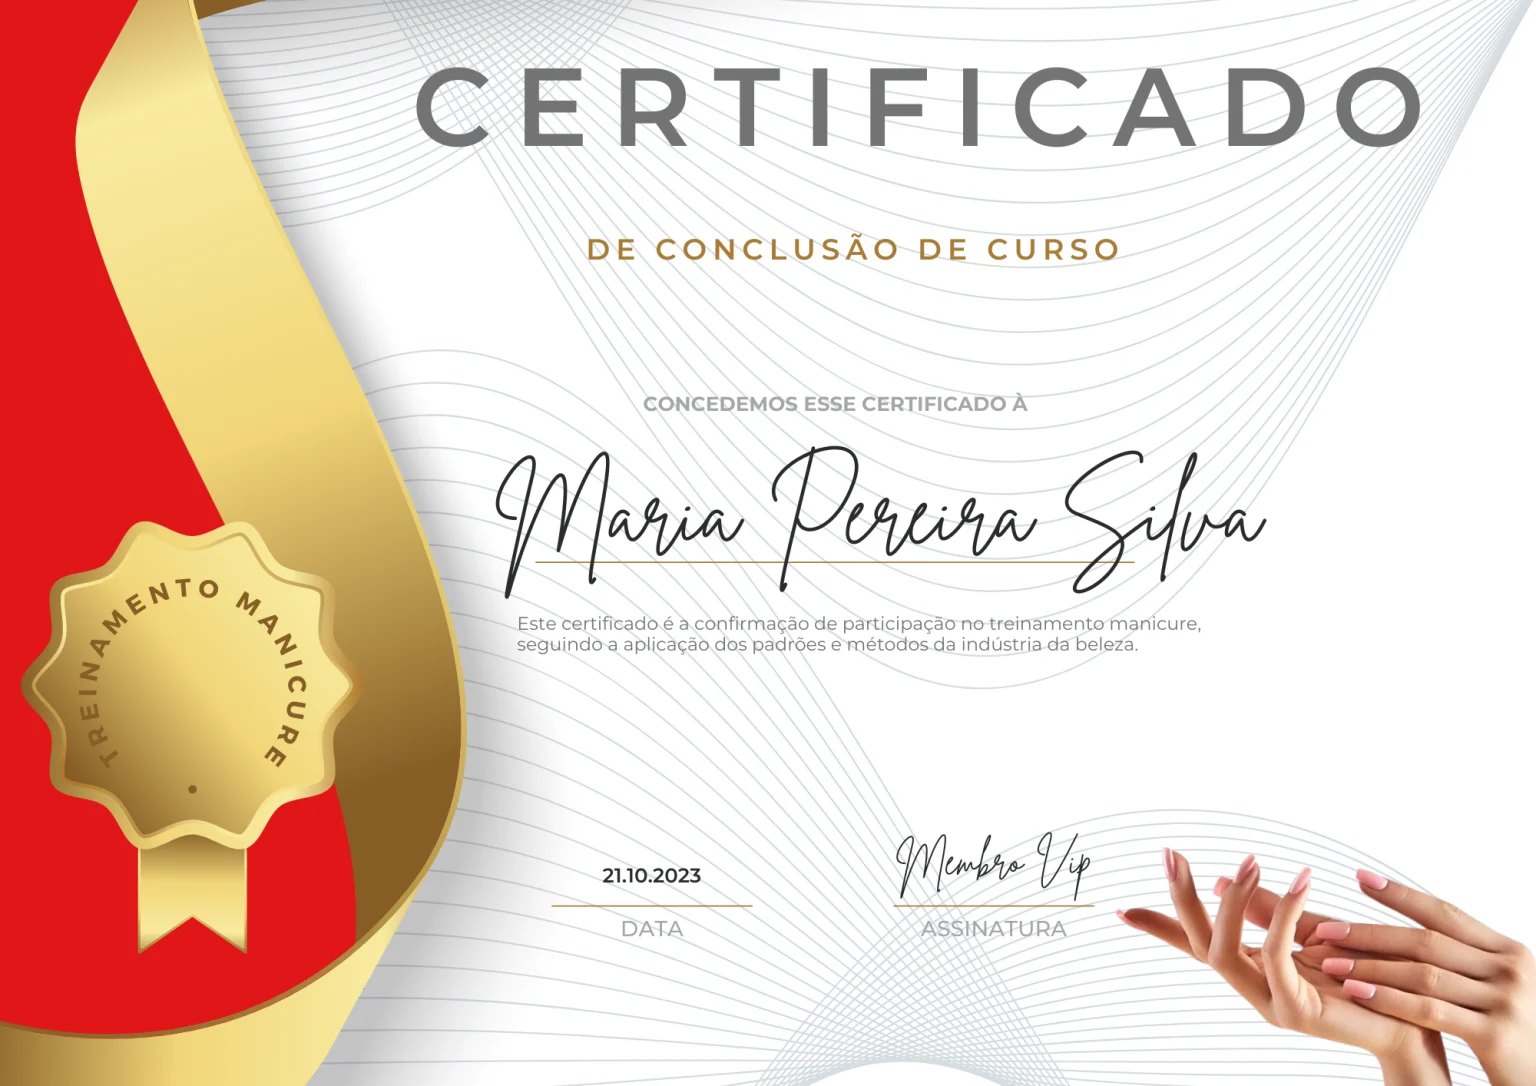 CERTIFICADO
DE CONCLUSÃO DE CURSO
CONCEDEMOS ESSE CERTIFICADO À
Maria Pereira Silva
Este certificado é a confirmação de participação no treinamento manicure,
seguindo a aplicação dos padrões e métodos da indústria da beleza.
TREINAMENTO MANICURE
21.10.2023
DATA
Membro Vip
ASSINATURA